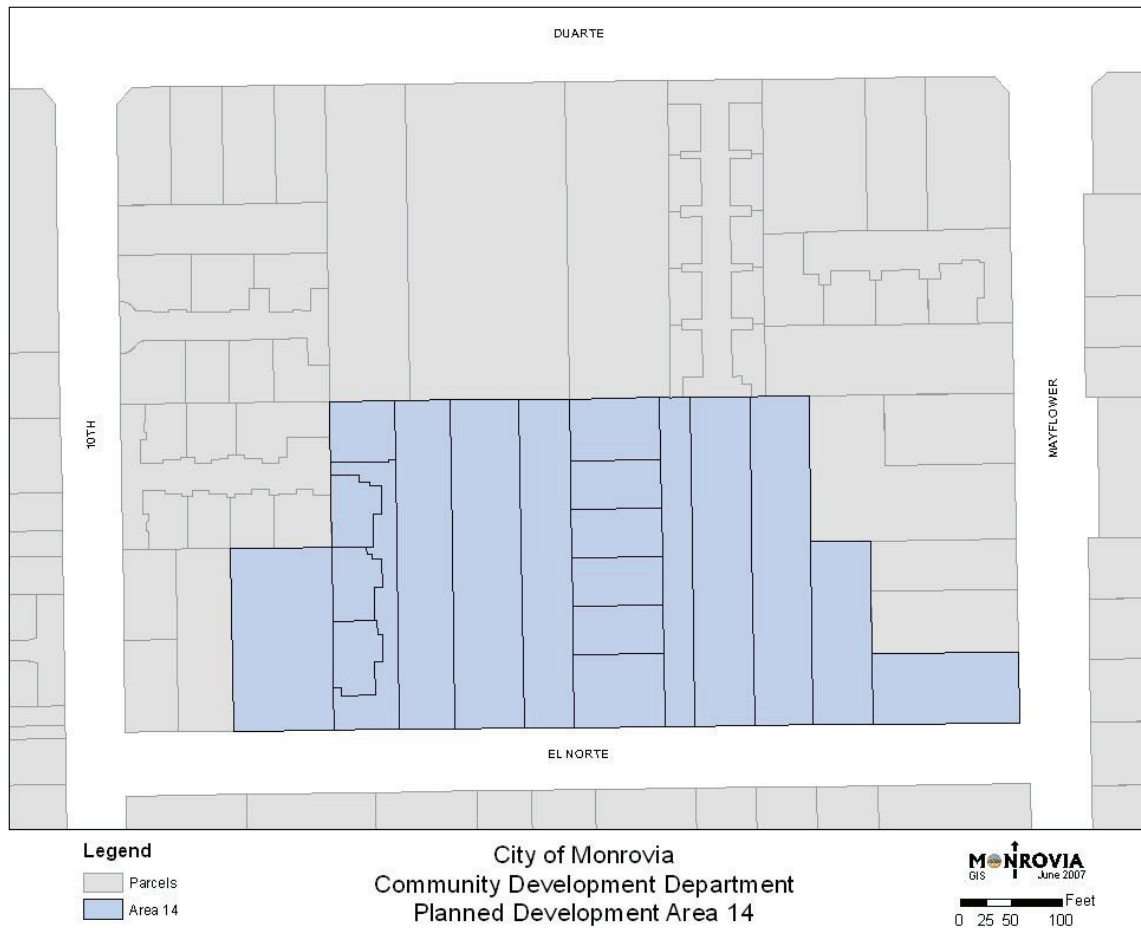 DUARTE
10TH
MAYFLOWER
EL NORTE
Legend
Parcels
Area 14
City of Monrovia
Community Development Department
Planned Development Area 14
MONROVIA
GIS June 2007
Feet
0 25 50 100